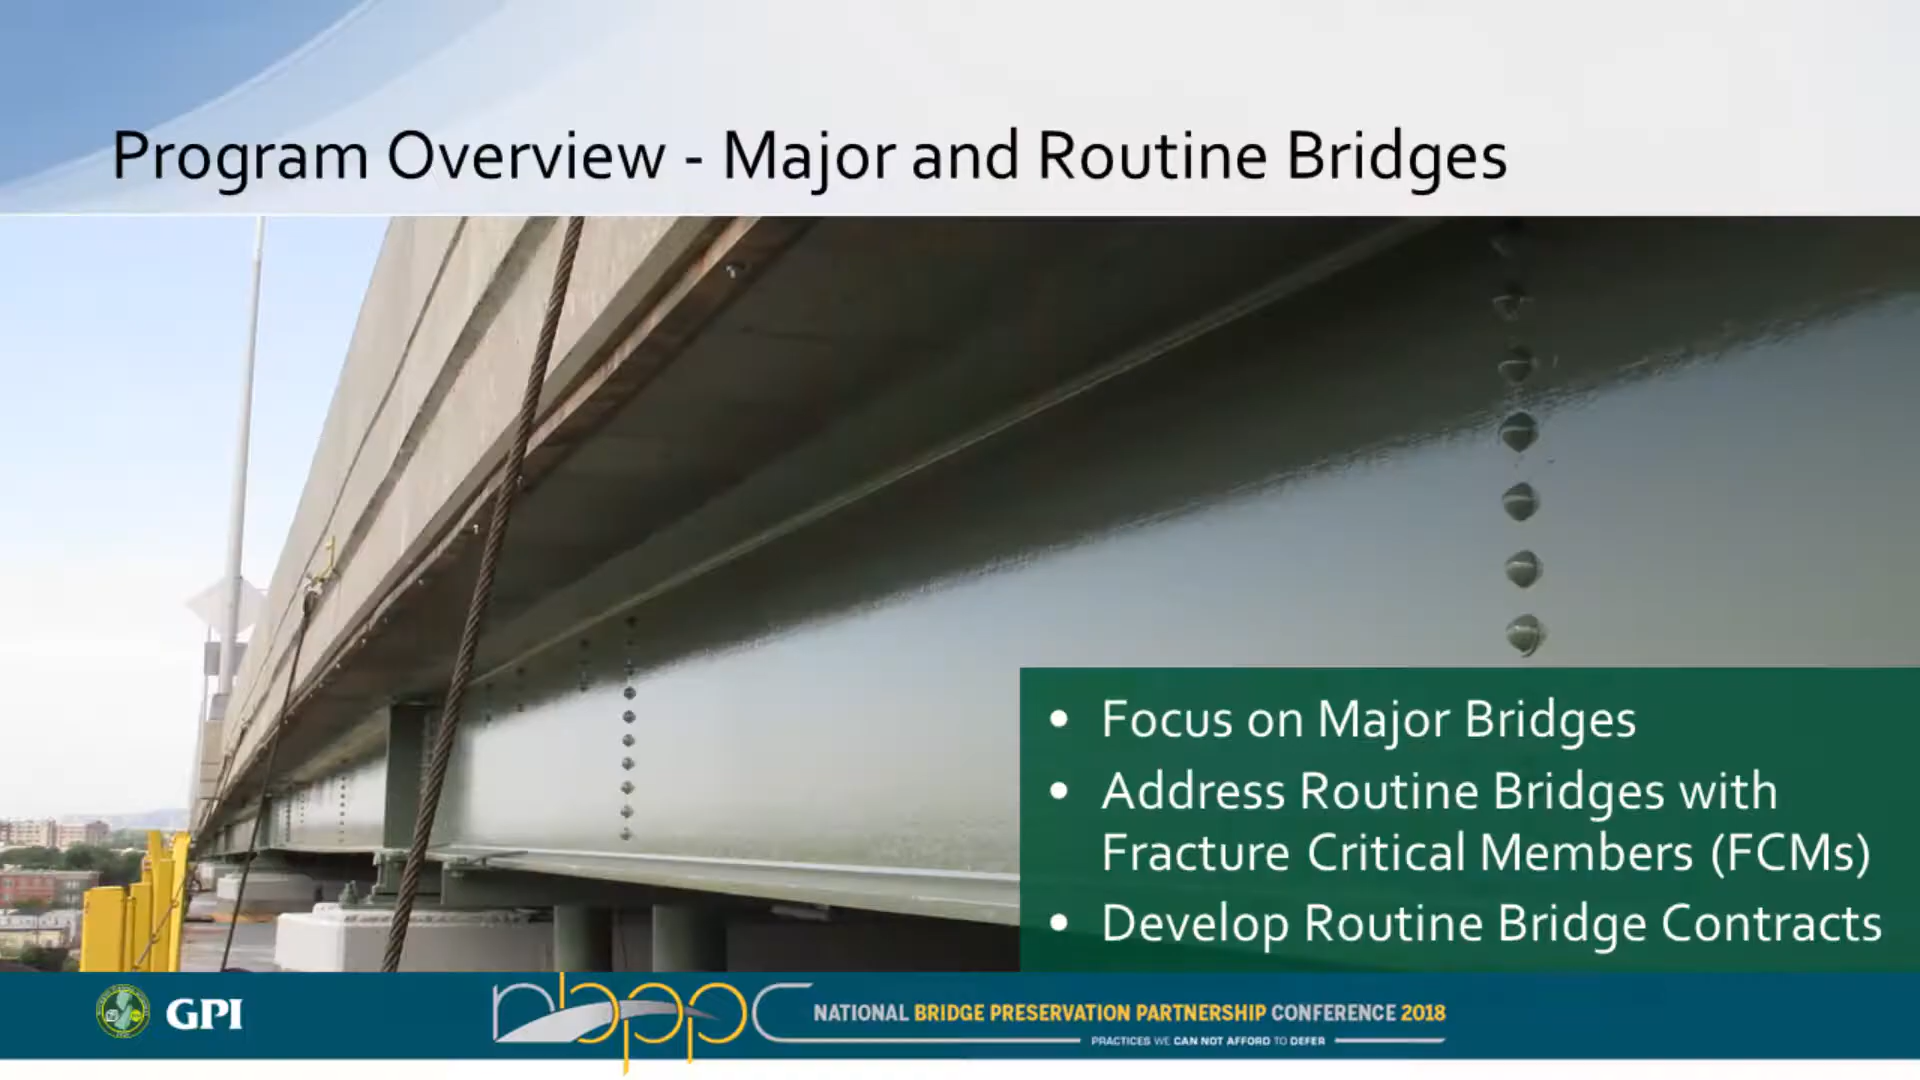 Program Overview - Major and Routine Bridges
• Focus on Major Bridges
• Address Routine Bridges with
Fracture Critical Members (FCMs)
• Develop Routine Bridge Contracts
GPI
nbppc
NATIONAL BRIDGE PRESERVATION PARTNERSHIP CONFERENCE 2018
PRACTICES WE CAN NOT AFFORD TO DEFER